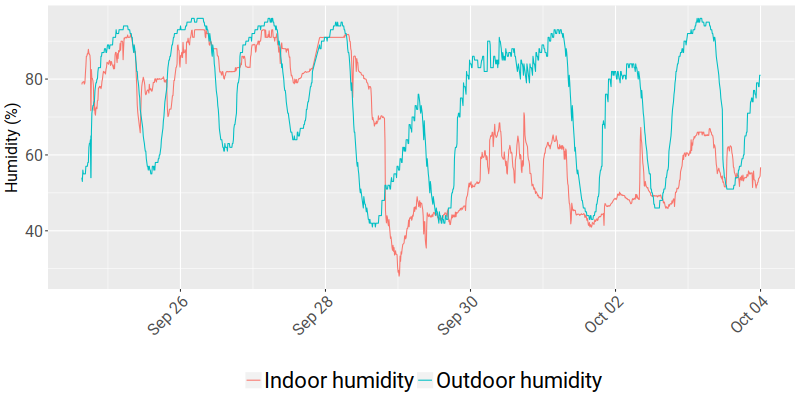 Humidity (%)
80
60
40
Sep 26
Sep 28
Sep 30
Oct 02
Oct 04
Indoor humidity
Outdoor humidity